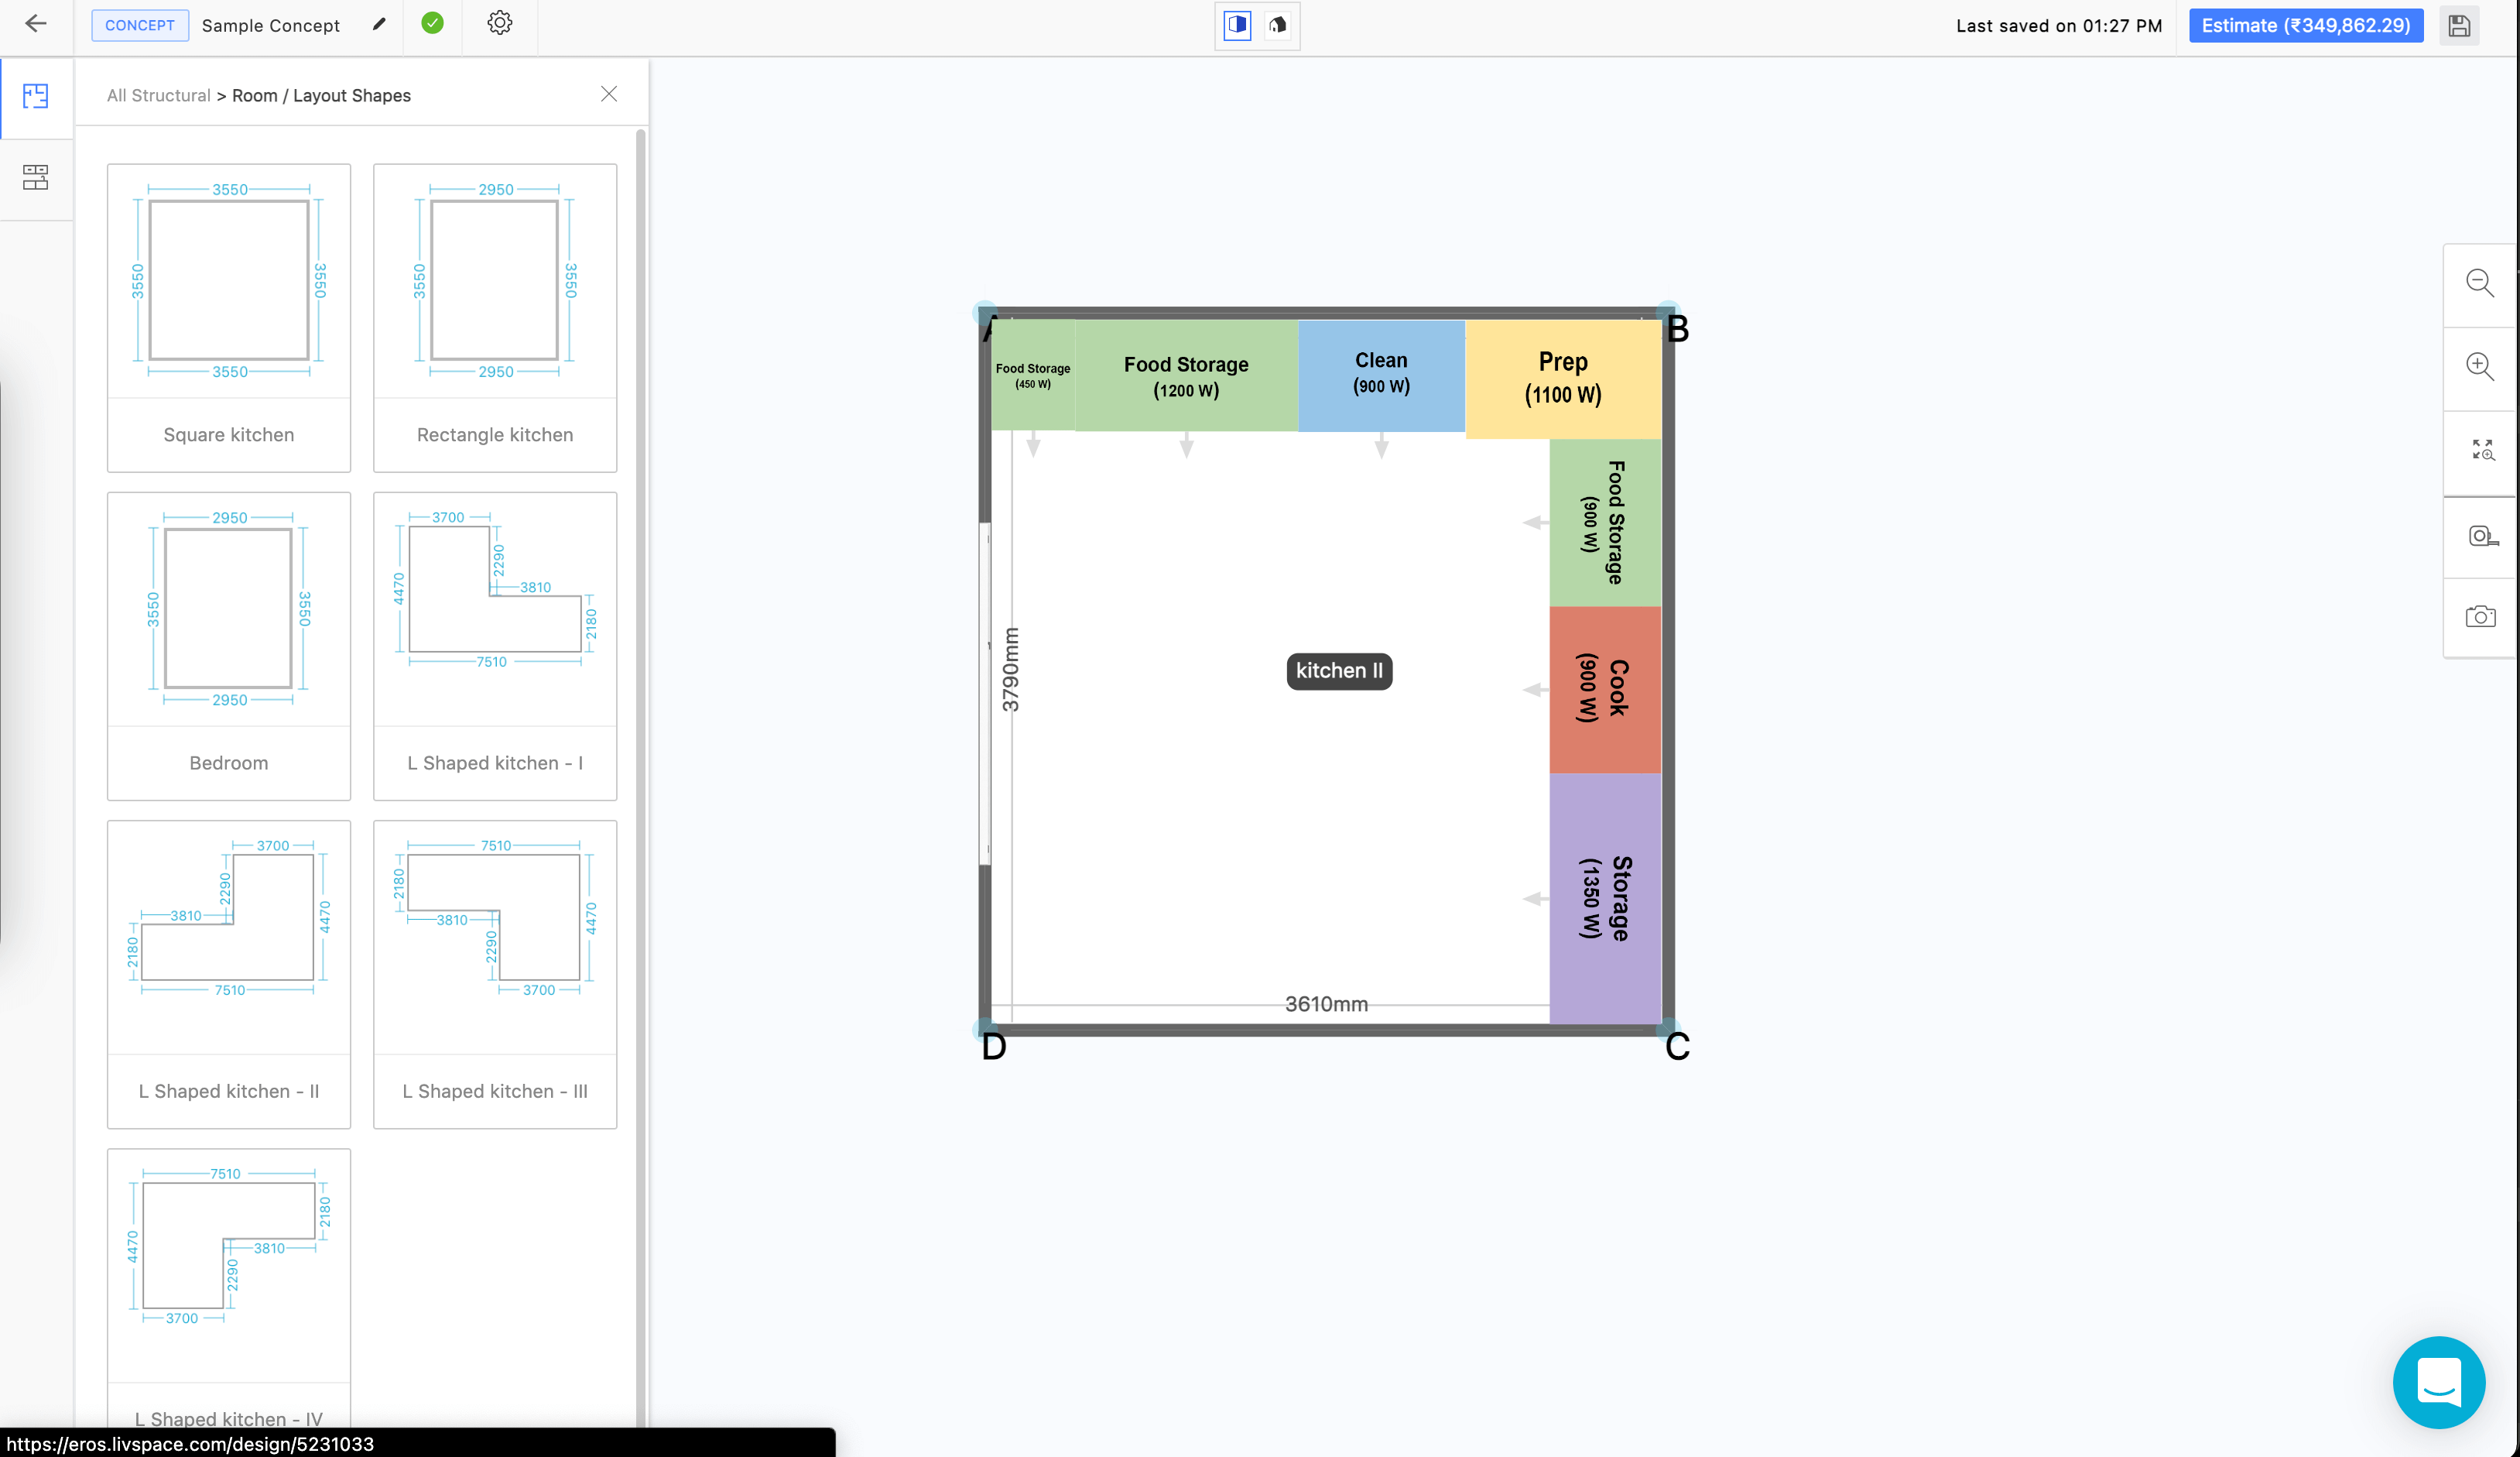 CONCEPT Sample Concept
Last saved on 01:27 PM
Estimate (₹349,862.29)
All Structural > Room / Layout Shapes
3550
3550
3550
3550
Square kitchen
2950
3550
3550
2950
Rectangle kitchen
2950
3550
3550
2950
Bedroom
3700
2290
4470
3810
2180
7510
L Shaped kitchen - I
3700
2290
3810
4470
2180
7510
L Shaped kitchen - II
7510
2180
3810
4470
2290
3700
L Shaped kitchen - III
7510
2180
4470
3810
2290
3700
L Shaped kitchen - IV
A
B
Food Storage
(450 W)
Food Storage
(1200 W)
Clean
(900 W)
Prep
(1100 W)
Food Storage
(900 W)
Cook
(900 W)
Storage
(1350 W)
3790mm
kitchen II
3610mm
D
C
https://eros.livspace.com/design/5231033